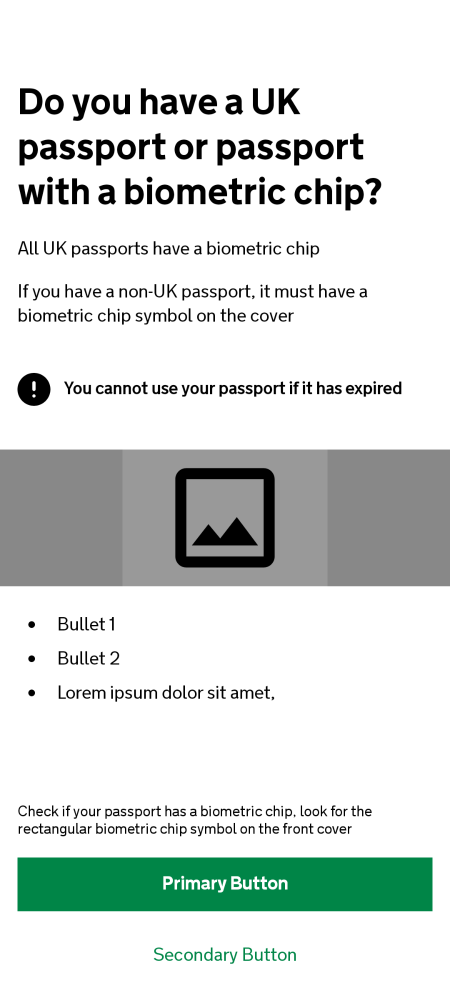 Do you have a UK
passport or passport
with a biometric chip?
All UK passports have a biometric chip
If you have a non-UK passport, it must have a
biometric chip symbol on the cover
You cannot use your passport if it has expired
• Bullet 1
• Bullet 2
• Lorem ipsum dolor sit amet,
Check if your passport has a biometric chip, look for the
rectangular biometric chip symbol on the front cover
Primary Button
Secondary Button